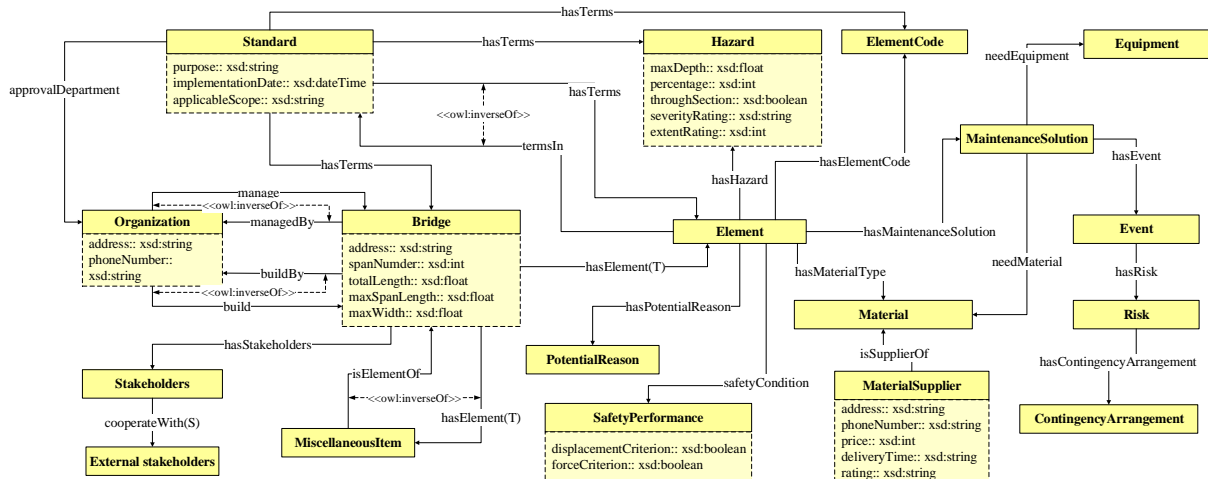 hasTerms
Standard
purpose:: xsd:string
implementationDate:: xsd:dateTime
applicableScope:: xsd:string
hasTerms
Hazard
maxDepth:: xsd:float
percentage:: xsd:int
throughSection:: xsd:boolean
severityRating:: xsd:string
extentRating:: xsd:int
ElementCode
needEquipment
Equipment
approvalDepartment
hasTerms
<<owl:inverseOf>>
termsIn
hasTerms
hasHazard
hasElementCode
MaintenanceSolution
hasEvent
manage
<<owl:inverseOf>>
managedBy
Organization
address:: xsd:string
phoneNumber::
xsd:string
buildBy
<<owl:inverseOf>>
build
Bridge
address:: xsd:string
spanNumder:: xsd:int
totalLength:: xsd:float
maxSpanLength:: xsd:float
maxWidth:: xsd:float
hasElement(T)
Element
hasMaintenanceSolution
hasMaterialType
needMaterial
Event
hasRisk
hasPotentialReason
Material
Risk
hasStakeholders
isElementOf
PotentialReason
isSupplierOf
hasContingencyArrangement
Stakeholders
<<owl:inverseOf>>
safetyCondition
MaterialSupplier
address:: xsd:string
phoneNumber:: xsd:string
price:: xsd:int
deliveryTime:: xsd:string
rating:: xsd:string
cooperateWith(S)
hasElement(T)
SafetyPerformance
displacementCriterion:: xsd:boolean
forceCriterion:: xsd:boolean
ContingencyArrangement
MiscellaneousItem
External stakeholders